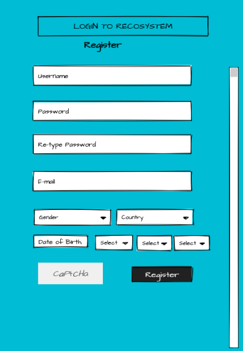 LOGIN TO RECOSYSTEM
Register
Username
Password
Re-type Password
E-mail
Gender Country
Date of Birth Select Select Select
CaPtCHa Register